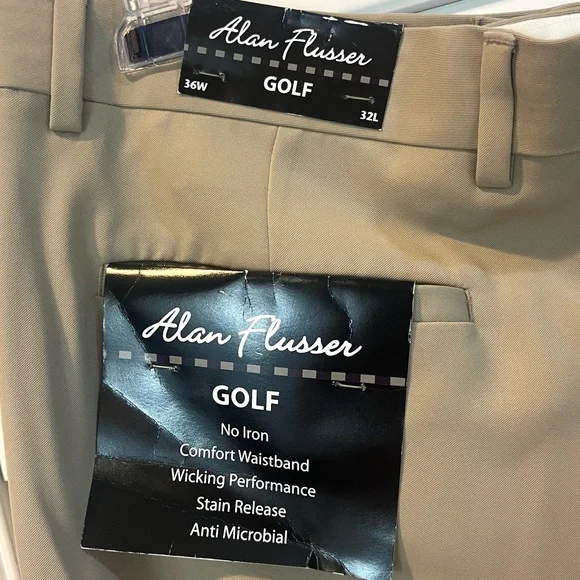 Alan Flusser
GOLF
36W
32L
Alan Flusser
GOLF
No Iron
Comfort Waistband
Wicking Performance
Stain Release
Anti Microbial